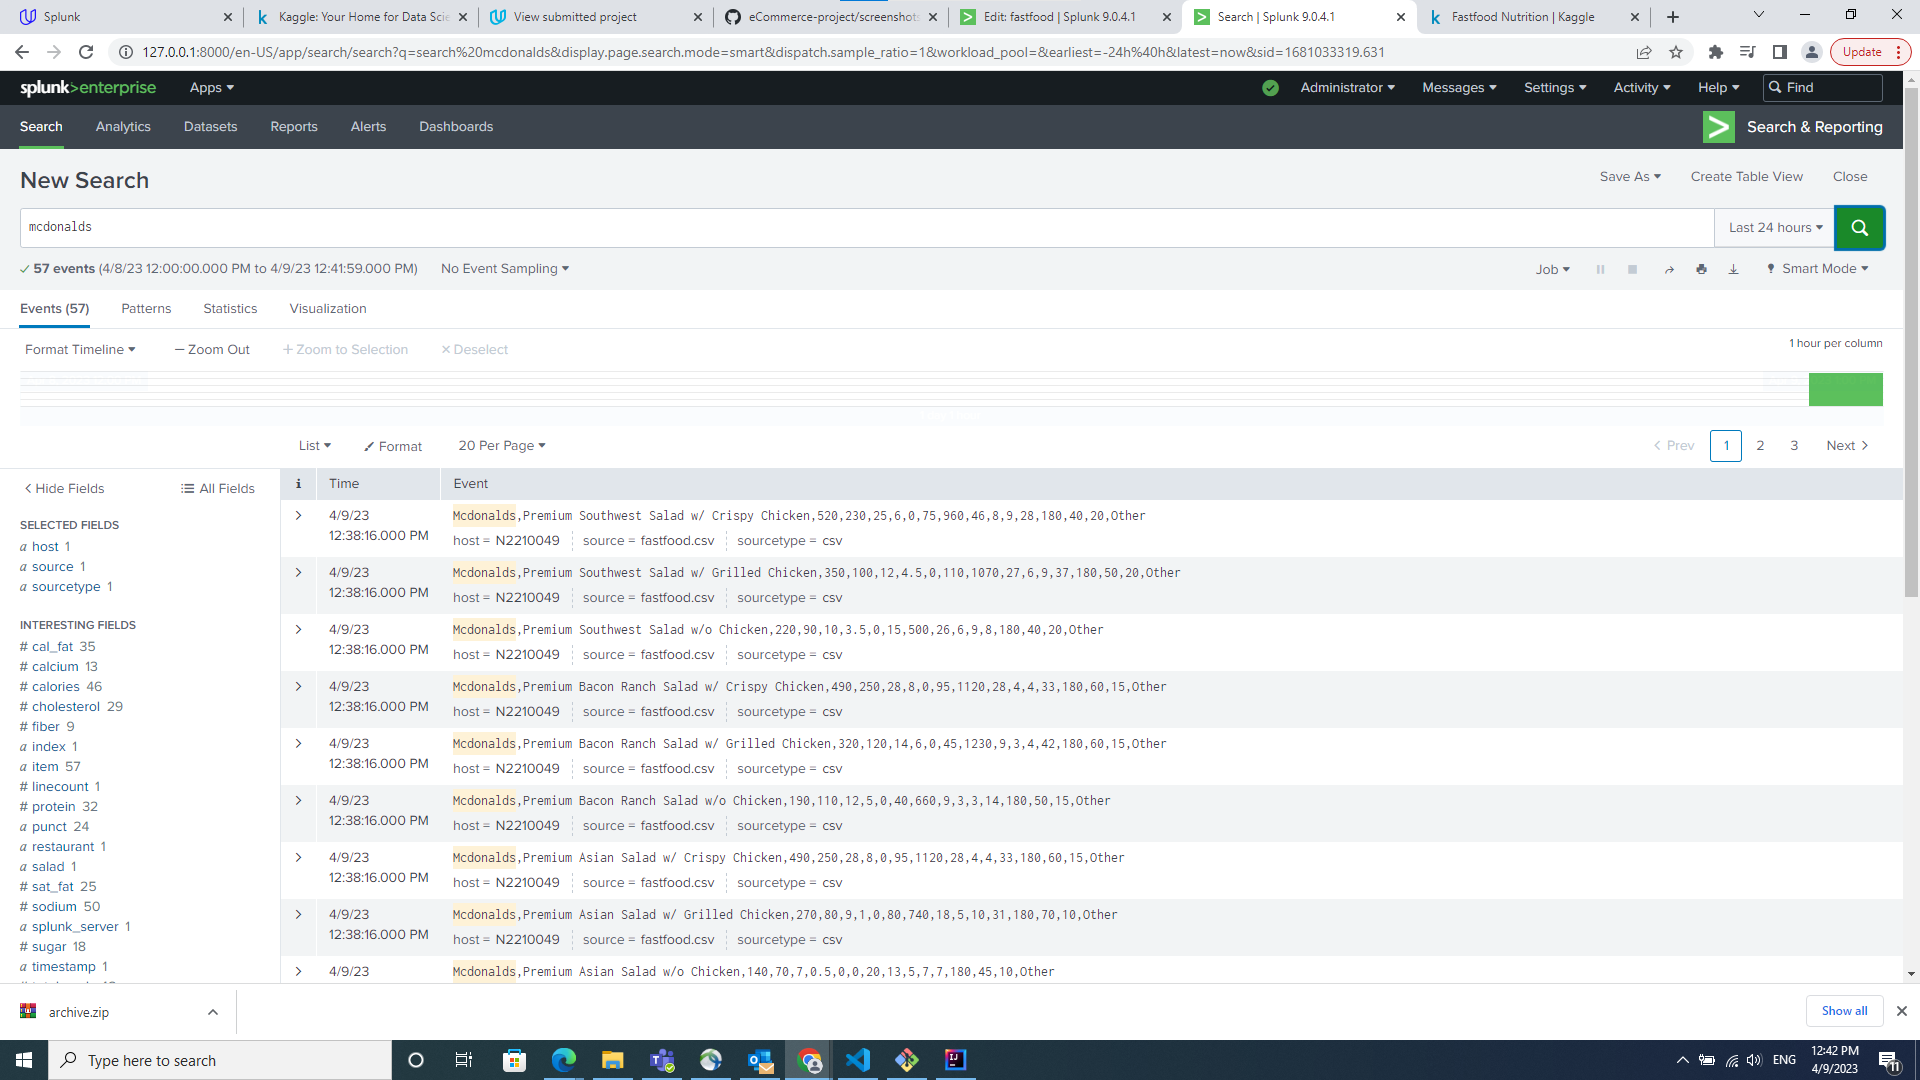 Splunk
Kaggle: Your Home for Data Scie
View submitted project
eCommerce-project/screenshots
Edit: fastfood | Splunk 9.0.4.1
Search | Splunk 9.0.4.1
Fastfood Nutrition | Kaggle
127.0.0.1:8000/en-US/app/search/search?q=search%20mcdonalds&display.page.search.mode=smart&dispatch.sample_ratio=1&workload_pool=&earliest=-24h%40h&latest=now&sid=1681033319.631
Update
splunk>enterprise
Apps
Administrator
Messages
Settings
Activity
Help
Find
Search
Analytics
Datasets
Reports
Alerts
Dashboards
Search & Reporting
New Search
Save As
Create Table View
Close
mcdonalds
Last 24 hours
57 events (4/8/23 12:00:00.000 PM to 4/9/23 12:41:59.000 PM)
No Event Sampling
Job
Smart Mode
Events (57)
Patterns
Statistics
Visualization
Format Timeline
— Zoom Out
+ Zoom to Selection
× Deselect
1 hour per column
List
Format
20 Per Page
< Prev
1
2
3
Next >
< Hide Fields
All Fields
i
Time
Event
SELECTED FIELDS
a host 1
a source 1
a sourcetype 1
INTERESTING FIELDS
# cal_fat 35
# calcium 13
# calories 46
# cholesterol 29
# fiber 9
a index 1
a item 57
# linecount 1
# protein 32
a punct 24
a restaurant 1
a salad 1
# sat_fat 25
# sodium 50
a splunk_server 1
# sugar 18
a timestamp 1
4/9/23
12:38:16.000 PM
Mcdonalds,Premium Southwest Salad w/ Crispy Chicken,520,230,25,6,0,75,960,46,8,9,28,180,40,20,Other
host = N2210049 source = fastfood.csv sourcetype = csv
4/9/23
12:38:16.000 PM
Mcdonalds,Premium Southwest Salad w/ Grilled Chicken,350,100,12,4.5,0,110,1070,27,6,9,37,180,50,20,Other
host = N2210049 source = fastfood.csv sourcetype = csv
4/9/23
12:38:16.000 PM
Mcdonalds,Premium Southwest Salad w/o Chicken,220,90,10,3.5,0,15,500,26,6,9,8,180,40,20,Other
host = N2210049 source = fastfood.csv sourcetype = csv
4/9/23
12:38:16.000 PM
Mcdonalds,Premium Bacon Ranch Salad w/ Crispy Chicken,490,250,28,8,0,95,1120,28,4,4,33,180,60,15,Other
host = N2210049 source = fastfood.csv sourcetype = csv
4/9/23
12:38:16.000 PM
Mcdonalds,Premium Bacon Ranch Salad w/ Grilled Chicken,320,120,14,6,0,45,1230,9,3,4,42,180,60,15,Other
host = N2210049 source = fastfood.csv sourcetype = csv
4/9/23
12:38:16.000 PM
Mcdonalds,Premium Bacon Ranch Salad w/o Chicken,190,110,12,5,0,40,660,9,3,3,14,180,50,15,Other
host = N2210049 source = fastfood.csv sourcetype = csv
4/9/23
12:38:16.000 PM
Mcdonalds,Premium Asian Salad w/ Crispy Chicken,490,250,28,8,0,95,1120,28,4,4,33,180,60,15,Other
host = N2210049 source = fastfood.csv sourcetype = csv
4/9/23
12:38:16.000 PM
Mcdonalds,Premium Asian Salad w/ Grilled Chicken,270,80,9,1,0,80,740,18,5,10,31,180,70,10,Other
host = N2210049 source = fastfood.csv sourcetype = csv
4/9/23
Mcdonalds,Premium Asian Salad w/o Chicken,140,70,7,0.5,0,0,20,13,5,7,7,180,45,10,Other
archive.zip
Show all
Type here to search
ENG
12:42 PM
4/9/2023
11